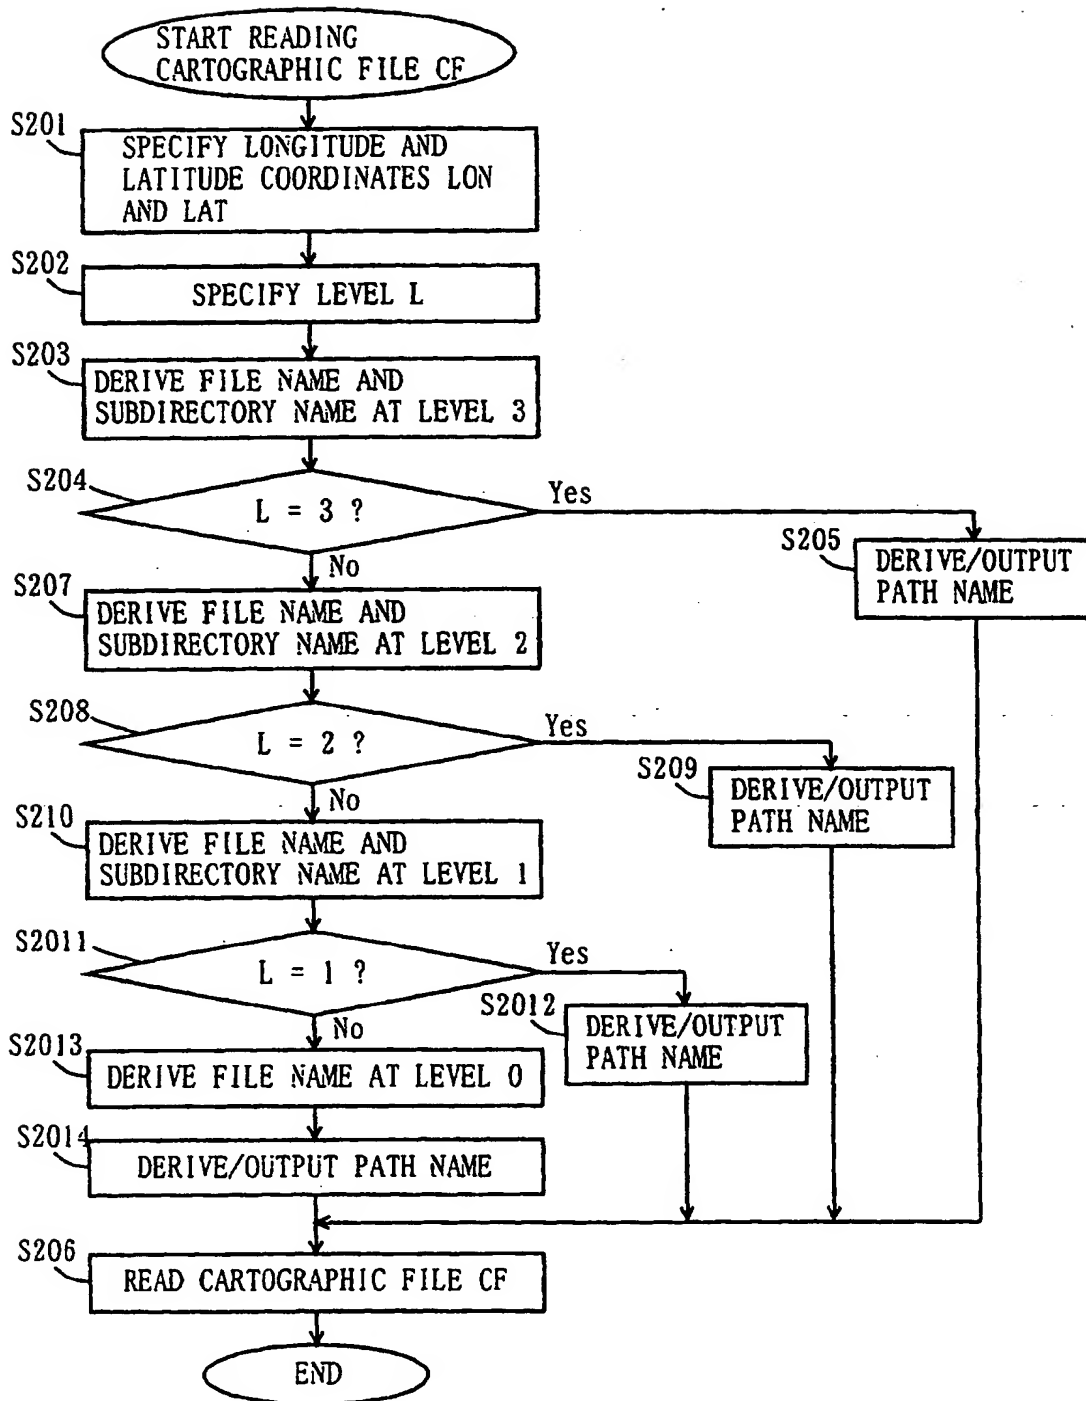 START READING
CARTOGRAPHIC FILE CF
S201
SPECIFY LONGITUDE AND
LATITUDE COORDINATES LON
AND LAT
S202
SPECIFY LEVEL L
S203
DERIVE FILE NAME AND
SUBDIRECTORY NAME AT LEVEL 3
S204
L = 3 ?
Yes
No
S205
DERIVE/OUTPUT
PATH NAME
S207
DERIVE FILE NAME AND
SUBDIRECTORY NAME AT LEVEL 2
S208
L = 2 ?
Yes
No
S209
DERIVE/OUTPUT
PATH NAME
S210
DERIVE FILE NAME AND
SUBDIRECTORY NAME AT LEVEL 1
S2011
L = 1 ?
Yes
No
S2012
DERIVE/OUTPUT
PATH NAME
S2013
DERIVE FILE NAME AT LEVEL 0
S2014
DERIVE/OUTPUT PATH NAME
S206
READ CARTOGRAPHIC FILE CF
END